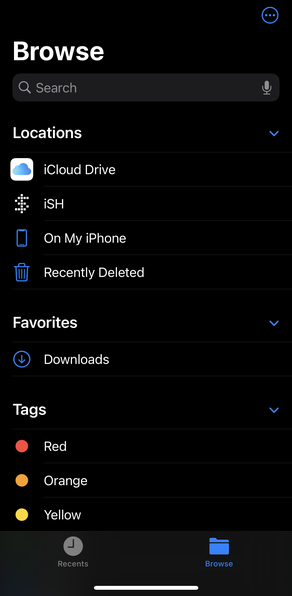 Browse
Search
Locations
iCloud Drive
iSH
On My iPhone
Recently Deleted
Favorites
Downloads
Tags
Red
Orange
Yellow
Recents
Browse